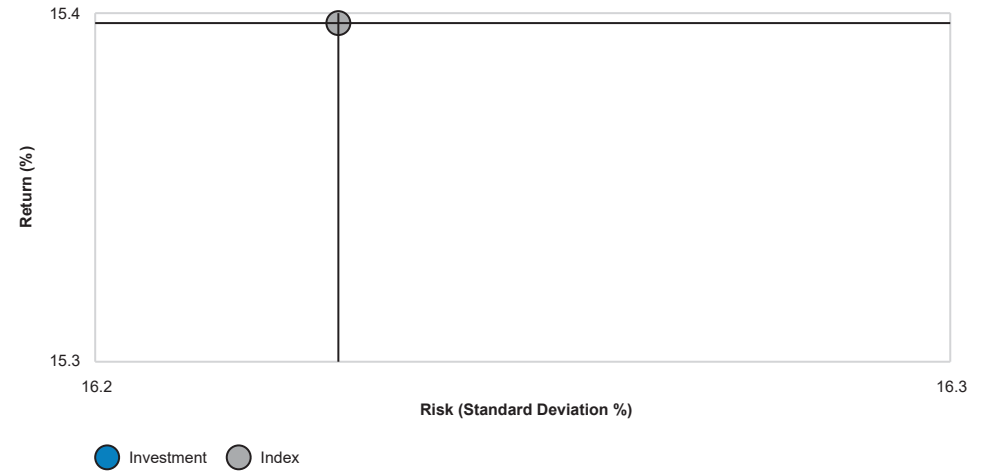 15.4
Return (%)
15.3
16.2
16.3
Risk (Standard Deviation %)
Investment
Index